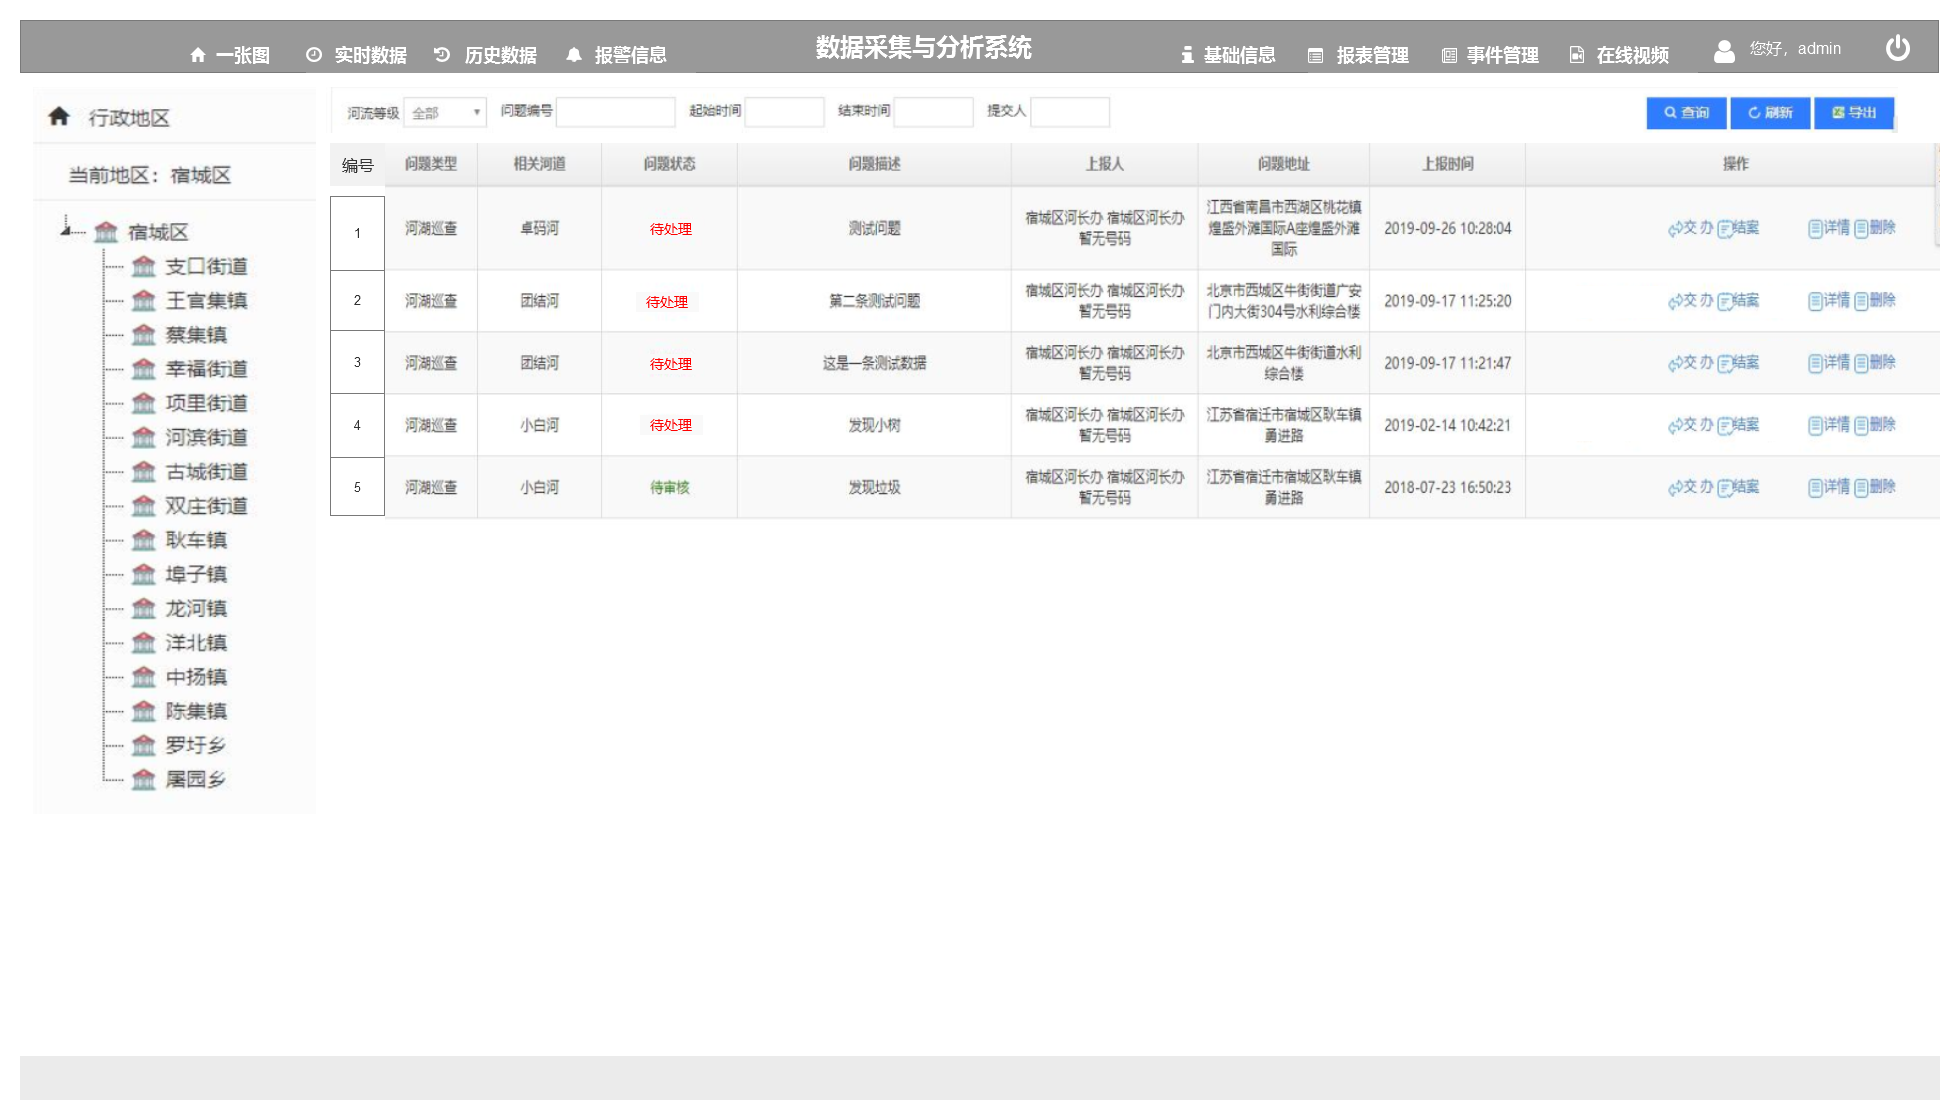 一张图 实时数据 历史数据 报警信息 数据采集与分析系统 基础信息 报表管理 事件管理 在线视频 您好，admin
行政地区
当前地区：宿城区
宿城区
支口街道
王官集镇
蔡集镇
幸福街道
项里街道
河滨街道
古城街道
双庄街道
耿车镇
埠子镇
龙河镇
洋北镇
中扬镇
陈集镇
罗圩乡
屠园乡
河流等级 全部 问题编号 起始时间 结束时间 提交人 查询 刷新 导出
编号 问题类型 相关河道 问题状态 问题描述 上报人 问题地址 上报时间 操作
1 河湖巡查 卓码河 待处理 测试问题 宿城区河长办 宿城区河长办 暂无号码 江西省南昌市西湖区桃花镇煌盛外滩国际A座煌盛外滩国际 2019-09-26 10:28:04 交办 结案 详情 删除
2 河湖巡查 团结河 待处理 第二条测试问题 宿城区河长办 宿城区河长办 暂无号码 北京市西城区牛街街道广安门内大街304号水利综合楼 2019-09-17 11:25:20 交办 结案 详情 删除
3 河湖巡查 团结河 待处理 这是一条测试数据 宿城区河长办 宿城区河长办 暂无号码 北京市西城区牛街街道水利综合楼 2019-09-17 11:21:47 交办 结案 详情 删除
4 河湖巡查 小白河 待处理 发现小树 宿城区河长办 宿城区河长办 暂无号码 江苏省宿迁市宿城区耿车镇勇进路 2019-02-14 10:42:21 交办 结案 详情 删除
5 河湖巡查 小白河 待审核 发现垃圾 宿城区河长办 宿城区河长办 暂无号码 江苏省宿迁市宿城区耿车镇勇进路 2018-07-23 16:50:23 交办 结案 详情 删除